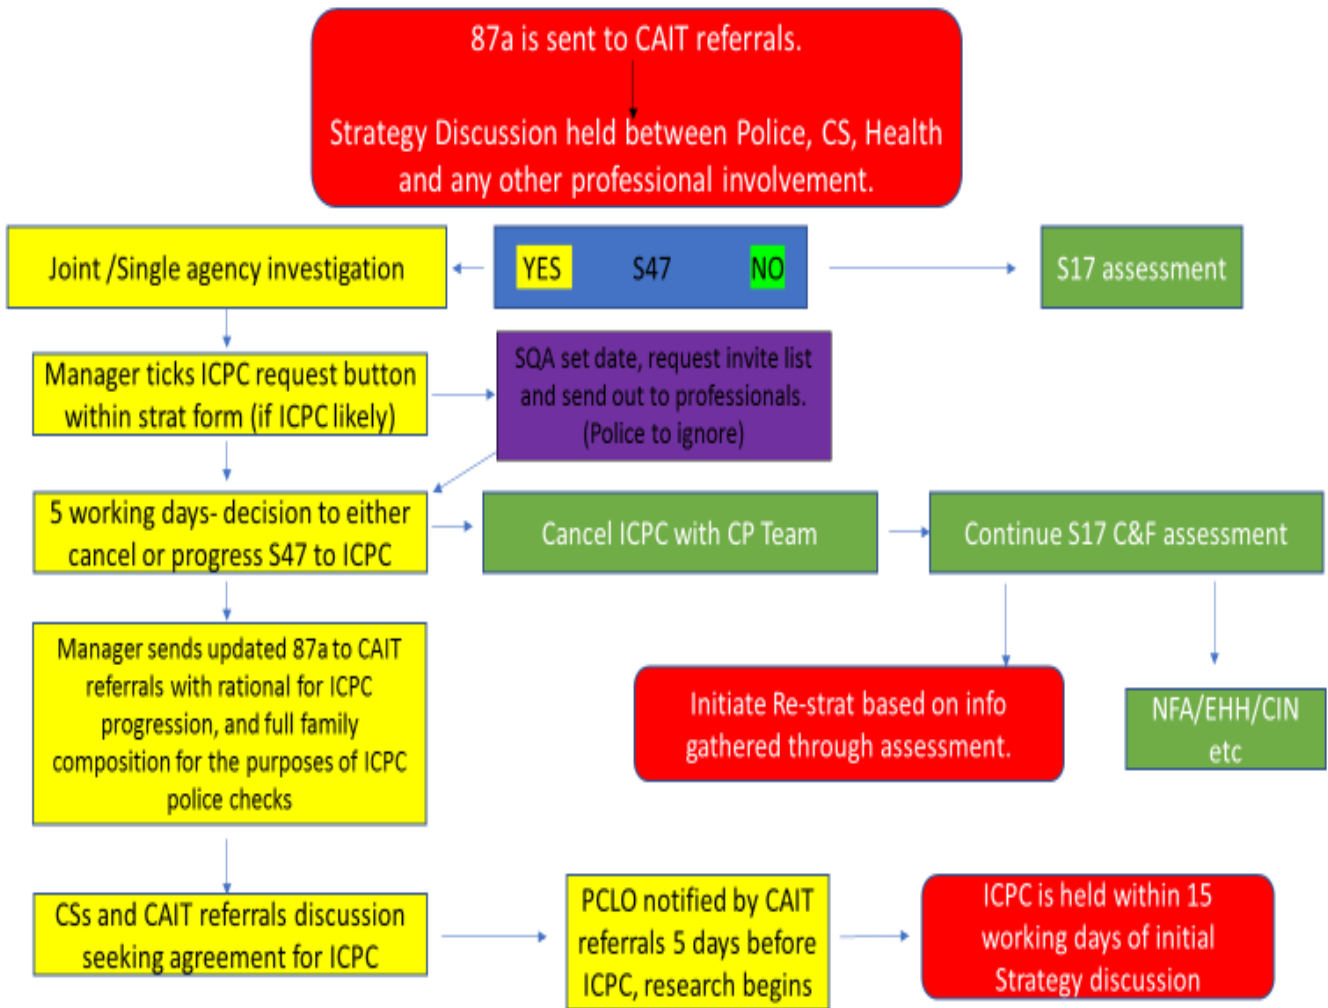 87a is sent to CAIT referrals.
Strategy Discussion held between Police, CS, Health
and any other professional involvement.
Joint /Single agency investigation
YES S47 NO
S17 assessment
Manager ticks ICPC request button
within strat form (if ICPC likely)
SQA set date, request invite list
and send out to professionals.
(Police to ignore)
5 working days- decision to either
cancel or progress S47 to ICPC
Cancel ICPC with CP Team
Continue S17 C&F assessment
Manager sends updated 87a to CAIT
referrals with rational for ICPC
progression, and full family
composition for the purposes of ICPC
police checks
Initiate Re-strat based on info
gathered through assessment.
NFA/EHH/CIN
etc
CSs and CAIT referrals discussion
seeking agreement for ICPC
PCLO notified by CAIT
referrals 5 days before
ICPC, research begins
ICPC is held within 15
working days of initial
Strategy discussion